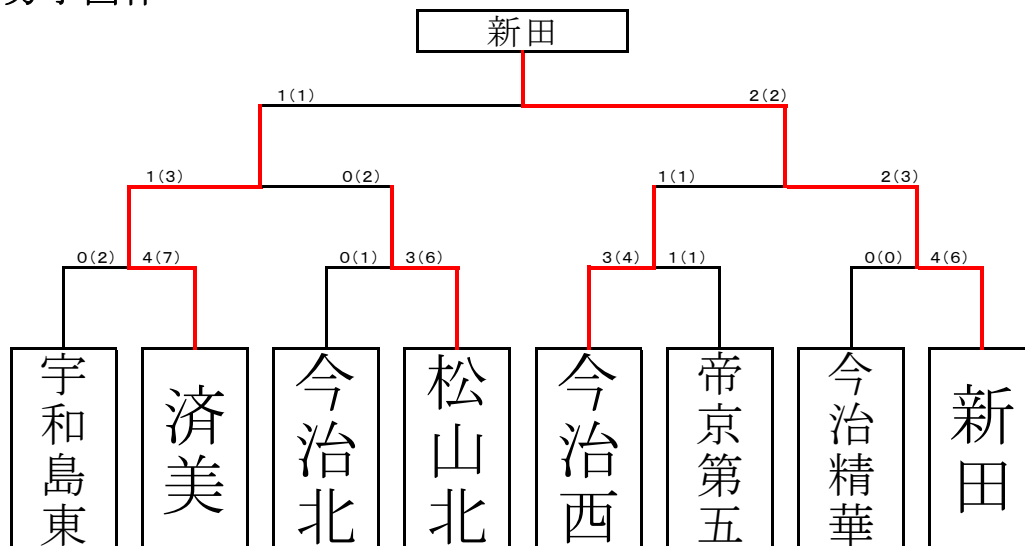 新田
1(1)
2(2)
1(3)
0(2)
1(1)
2(3)
0(2)
4(7)
0(1)
3(6)
3(4)
1(1)
0(0)
4(6)
宇和島東
済美
今治北
松山北
今治西
帝京第五
今治精華
新田